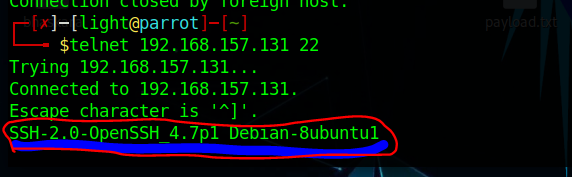 Connection closed by foreign host.
[x]-[light@parrot]-[~]
$telnet 192.168.157.131 22
Trying 192.168.157.131...
Connected to 192.168.157.131.
Escape character is '^]'.
SSH-2.0-OpenSSH_4.7p1 Debian-8ubuntu1
payload.txt